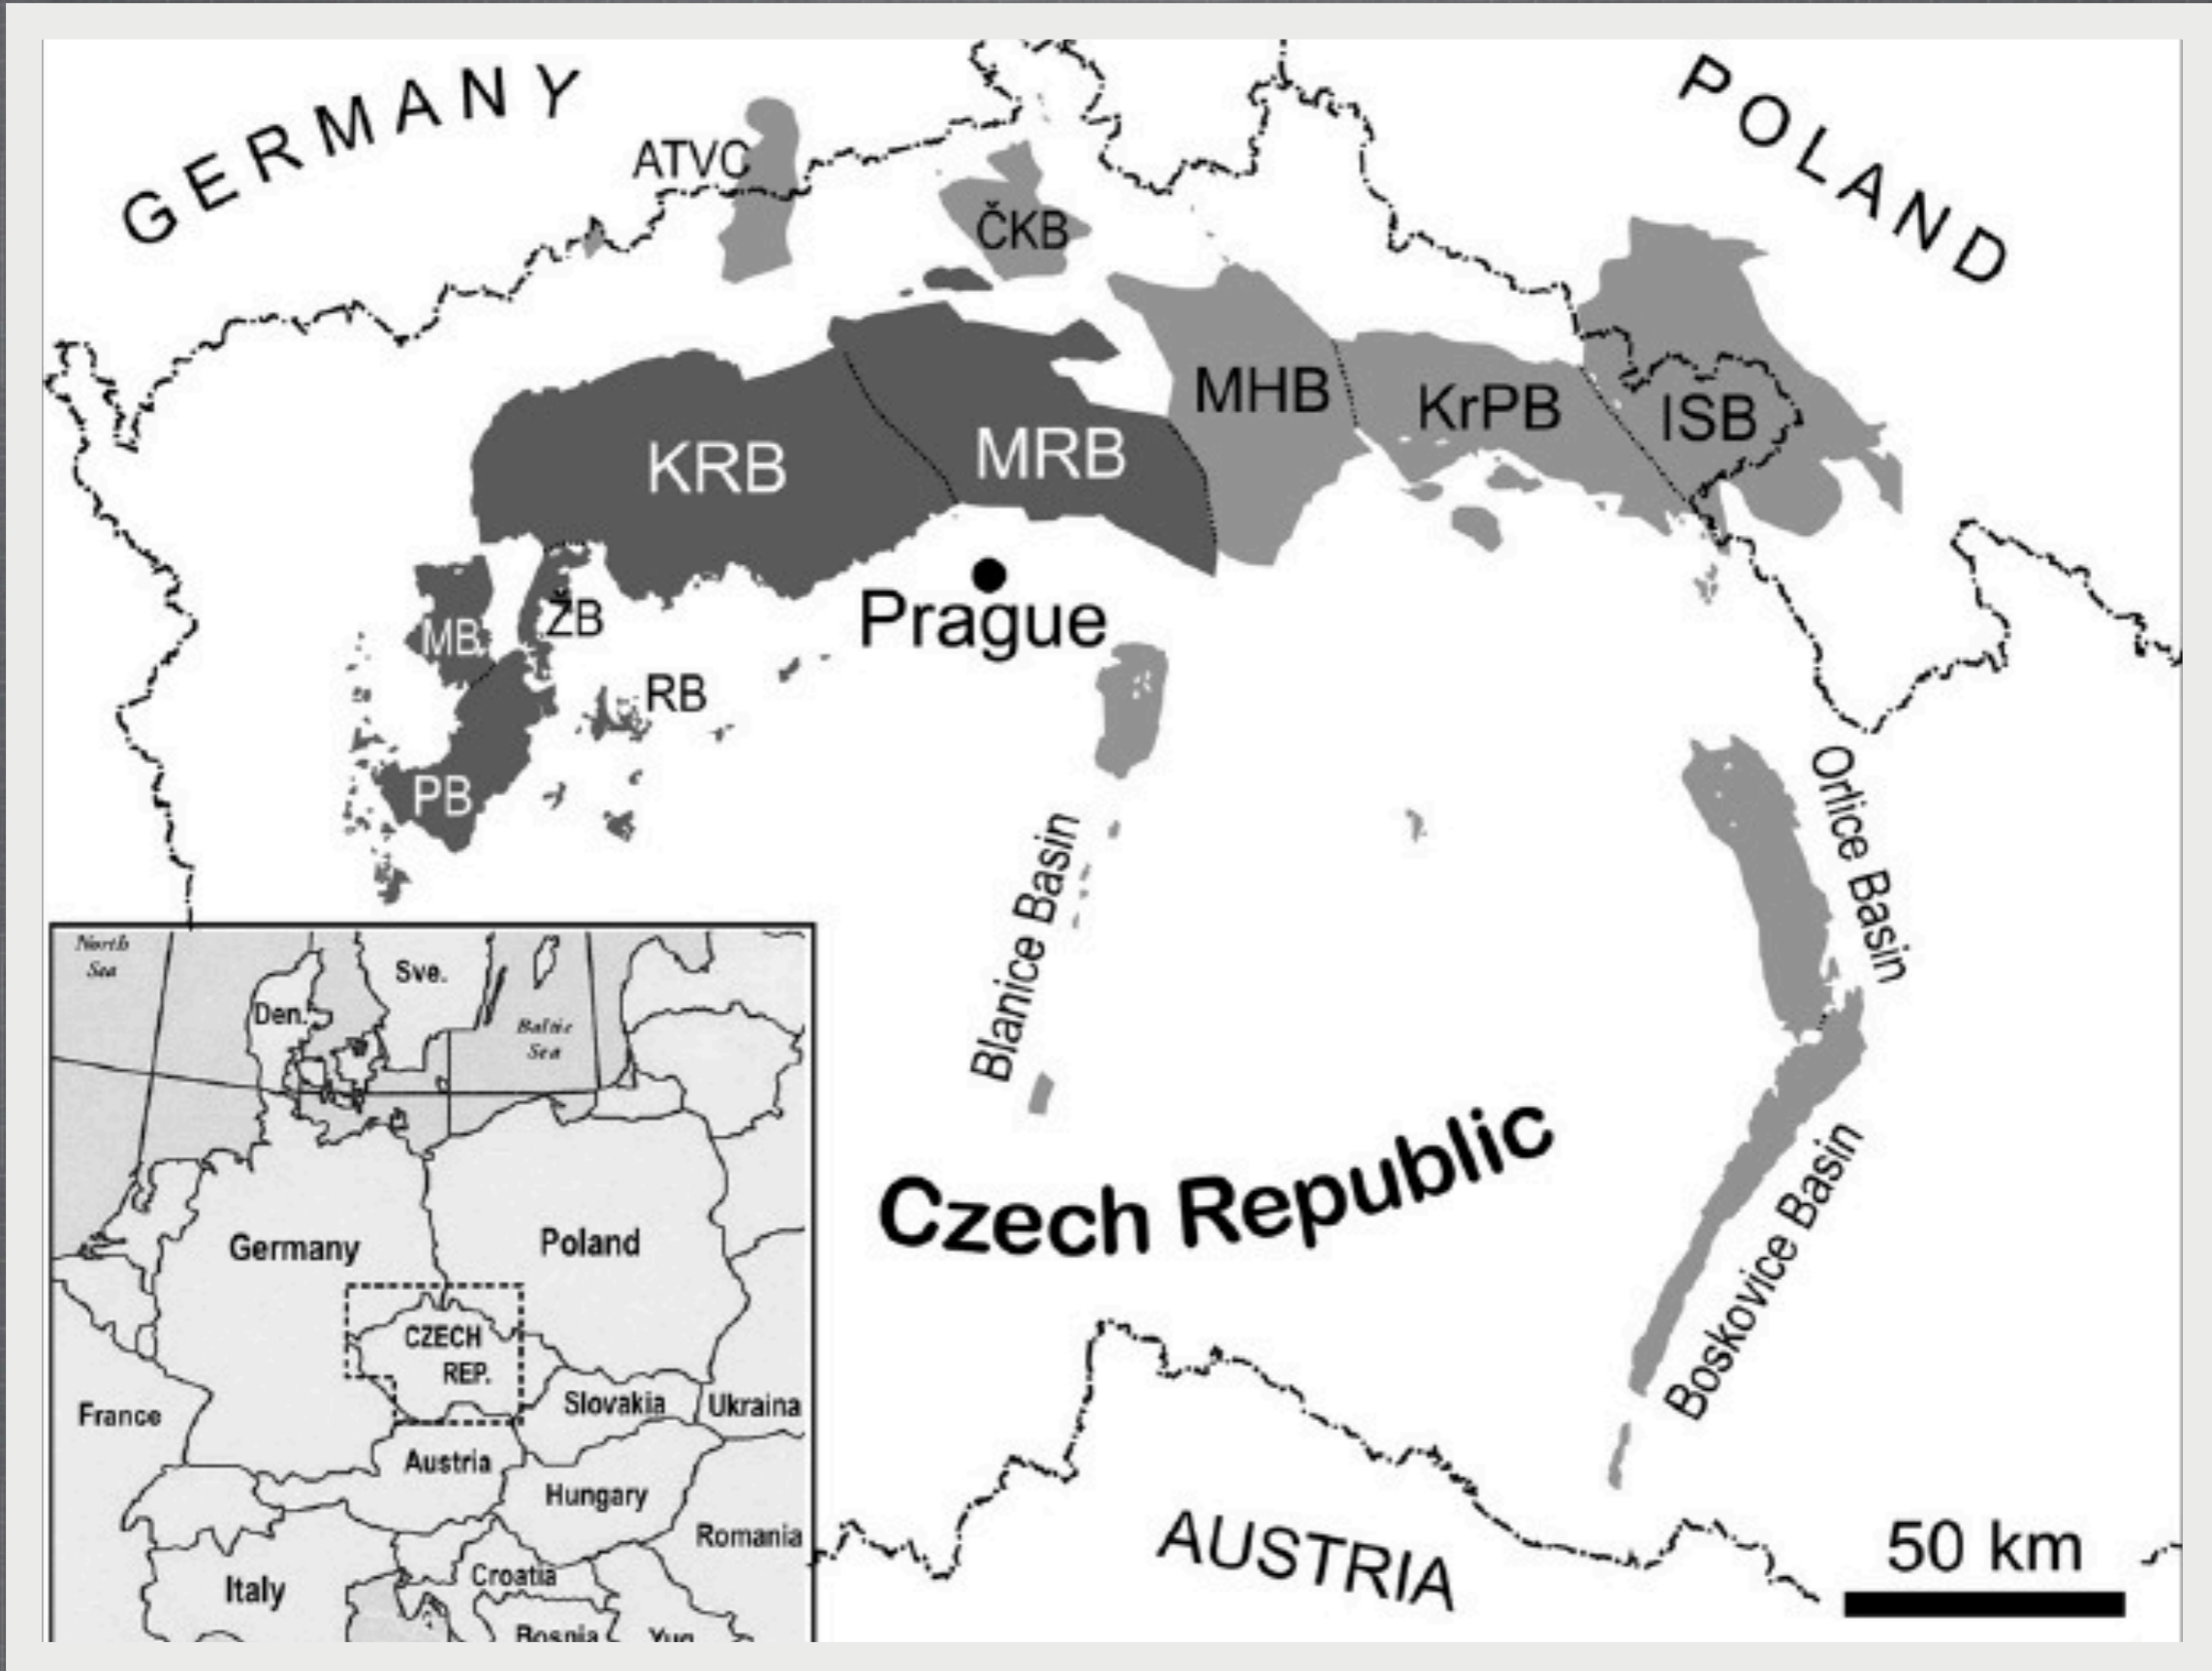 GERMANY
POLAND
ATVC
ČKB
MHB
KrPB
ISB
KRB
MRB
Prague
MB
ŽB
RB
PB
Blanice Basin
Orlice Basin
Boskovice Basin
Czech Republic
AUSTRIA
50 km
North
Sea
Sve.
Den.
Baltic
Sea
Germany
Poland
CZECH
REP.
France
Slovakia
Ukraina
Austria
Hungary
Romania
Italy
Croatia
Bosnia
Yug